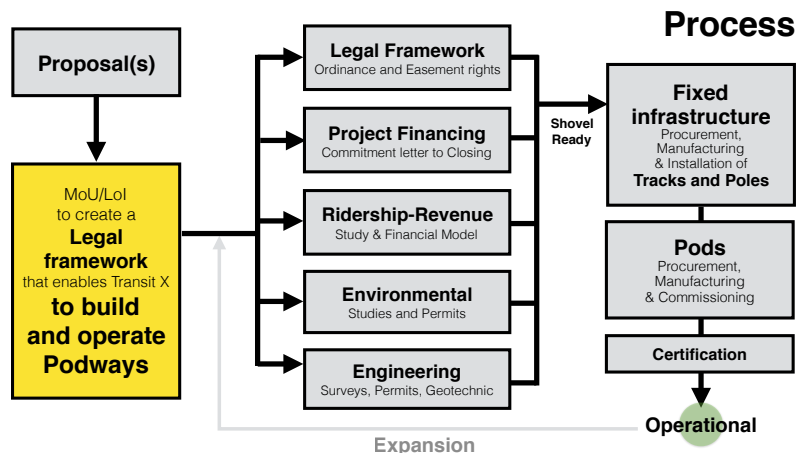 Process
Proposal(s)
MoU/LoI
to create a
Legal
framework
that enables Transit X
to build
and operate
Podways
Legal Framework
Ordinance and Easement rights
Project Financing
Commitment letter to Closing
Ridership-Revenue
Study & Financial Model
Environmental
Studies and Permits
Engineering
Surveys, Permits, Geotechnic
Shovel
Ready
Fixed
infrastructure
Procurement,
Manufacturing
& Installation of
Tracks and Poles
Pods
Procurement,
Manufacturing
& Commissioning
Certification
Operational
Expansion